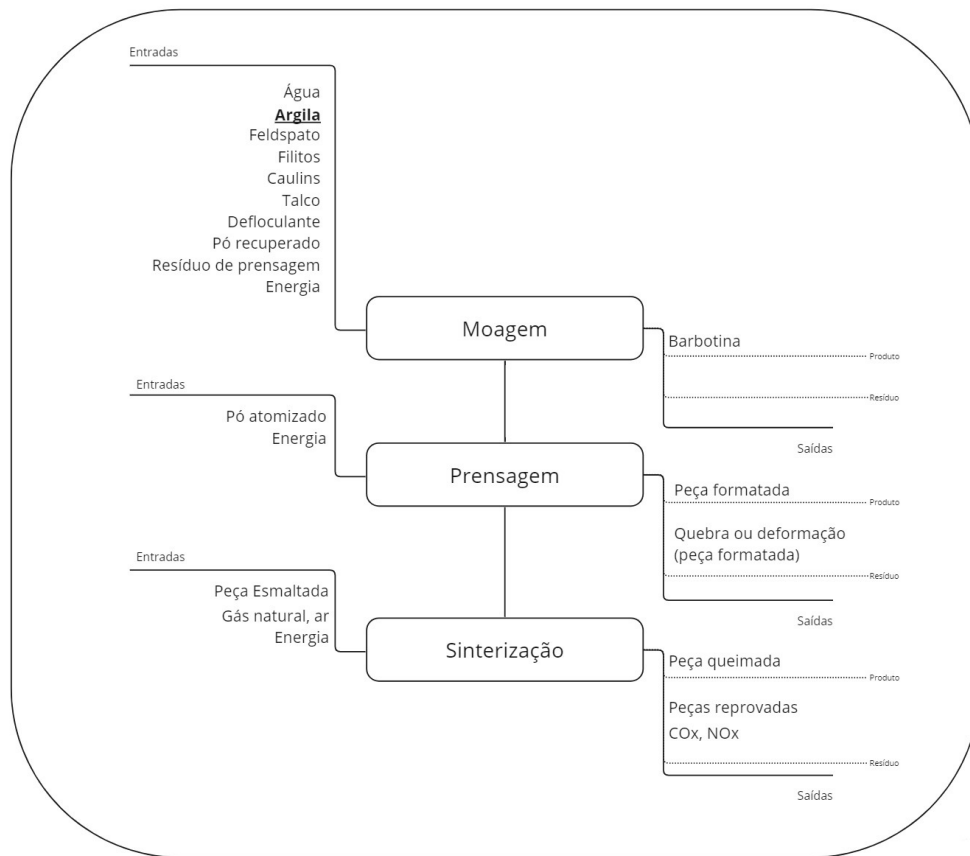 Entradas
Água
Argila
Feldspato
Filitos
Caulins
Talco
Defloculante
Pó recuperado
Resíduo de prensagem
Energia
Moagem
Barbotina
Produto
Resíduo
Saídas
Entradas
Pó atomizado
Energia
Prensagem
Peça formatada
Produto
Quebra ou deformação
(peça formatada)
Resíduo
Saídas
Entradas
Peça Esmaltada
Gás natural, ar
Energia
Sinterização
Peça queimada
Produto
Peças reprovadas
COx, NOx
Resíduo
Saídas